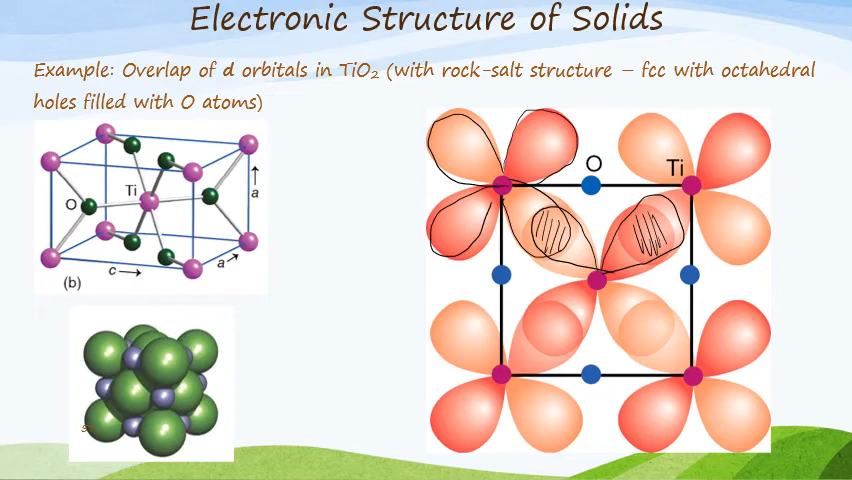 Electronic Structure of Solids
Example: Overlap of d orbitals in TiO₂ (with rock-salt structure – fcc with octahedral
holes filled with O atoms)
O
Ti
Ti
a
O
c
a
(b)